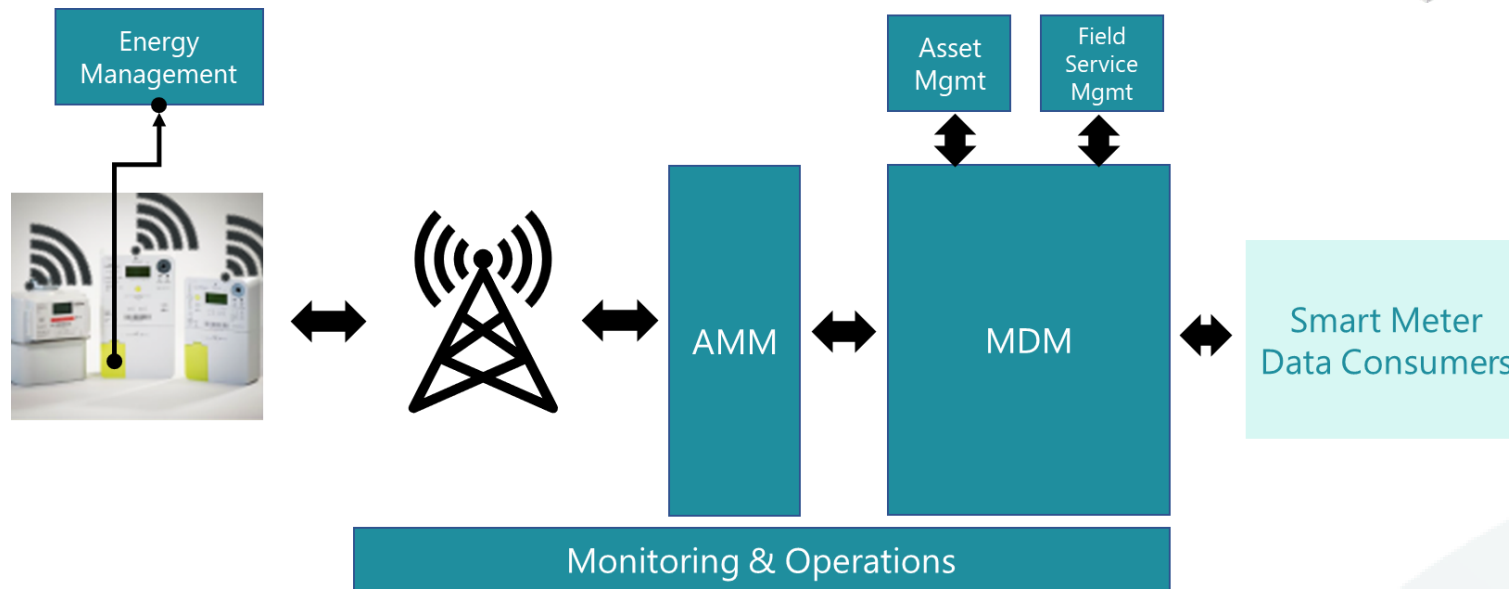 Energy
Management
Asset
Mgmt
Field
Service
Mgmt
AMM
MDM
Smart Meter
Data Consumers
Monitoring & Operations